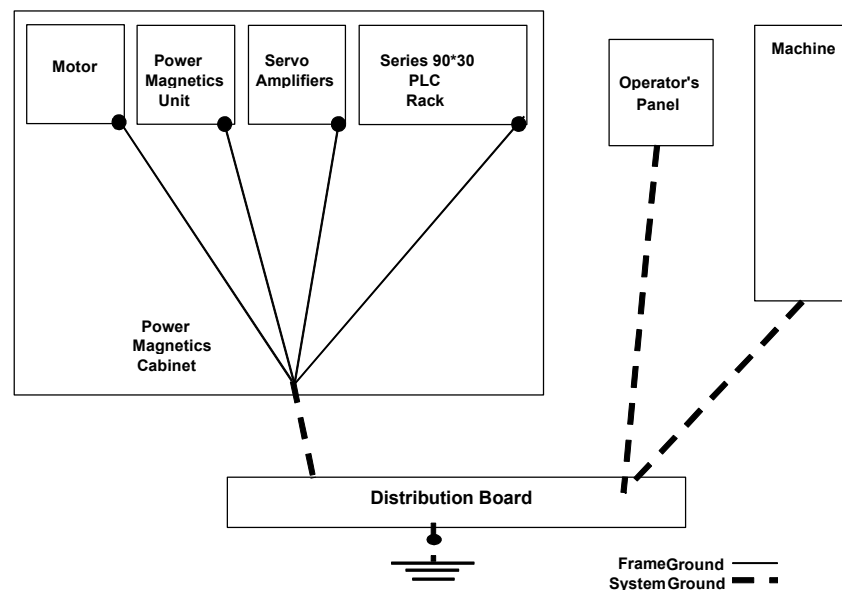 Motor
Power
Magnetics
Unit
Servo
Amplifiers
Series 90*30
PLC
Rack
Operator's
Panel
Machine
Power
Magnetics
Cabinet
Distribution Board
FrameGround
SystemGround